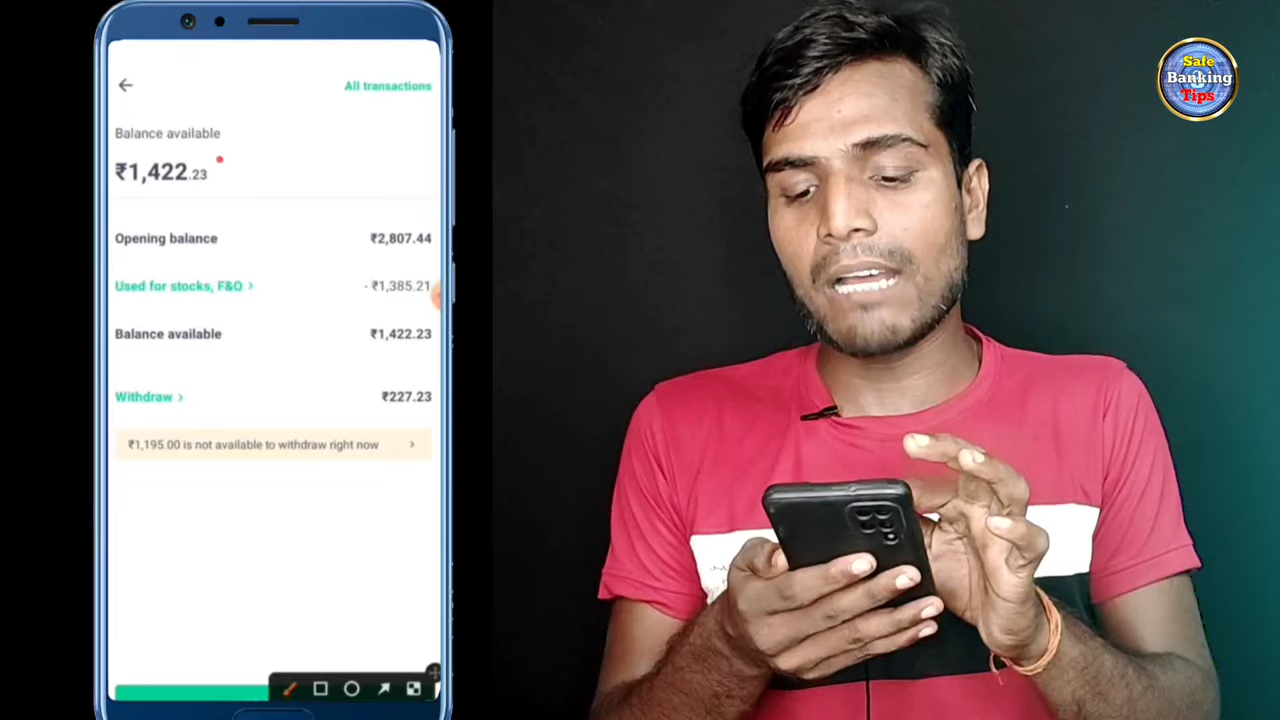 All transactions
Balance available
₹1,422.23
Opening balance ₹2,807.44
Used for stocks, F&O > - ₹1,385.21
Balance available ₹1,422.23
Withdraw > ₹227.23
₹1,195.00 is not available to withdraw right now >
Safe
Banking
Tips